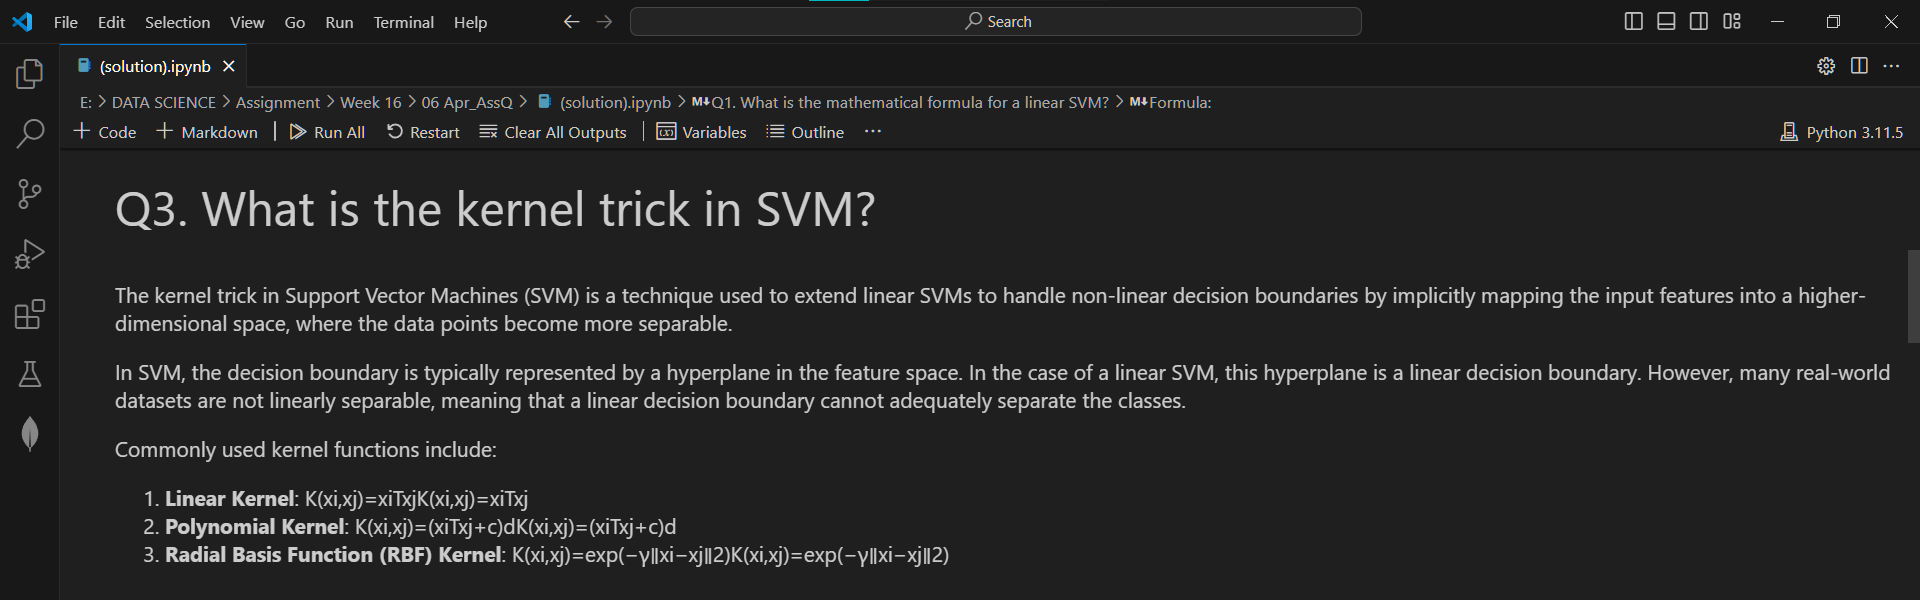 File Edit Selection View Go Run Terminal Help Search
(solution).ipynb
E: > DATA SCIENCE > Assignment > Week 16 > 06 Apr_AssQ > (solution).ipynb > M↓Q1. What is the mathematical formula for a linear SVM? > M↓Formula:
+ Code + Markdown | Run All Restart Clear All Outputs | (x) Variables Outline ··· Python 3.11.5
Q3. What is the kernel trick in SVM?
The kernel trick in Support Vector Machines (SVM) is a technique used to extend linear SVMs to handle non-linear decision boundaries by implicitly mapping the input features into a higher-
dimensional space, where the data points become more separable.
In SVM, the decision boundary is typically represented by a hyperplane in the feature space. In the case of a linear SVM, this hyperplane is a linear decision boundary. However, many real-world
datasets are not linearly separable, meaning that a linear decision boundary cannot adequately separate the classes.
Commonly used kernel functions include:
1. Linear Kernel: K(xi,xj)=xiTxjK(xi,xj)=xiTxj
2. Polynomial Kernel: K(xi,xj)=(xiTxj+c)dK(xi,xj)=(xiTxj+c)d
3. Radial Basis Function (RBF) Kernel: K(xi,xj)=exp(−γ∥xi−xj∥2)K(xi,xj)=exp(−γ∥xi−xj∥2)